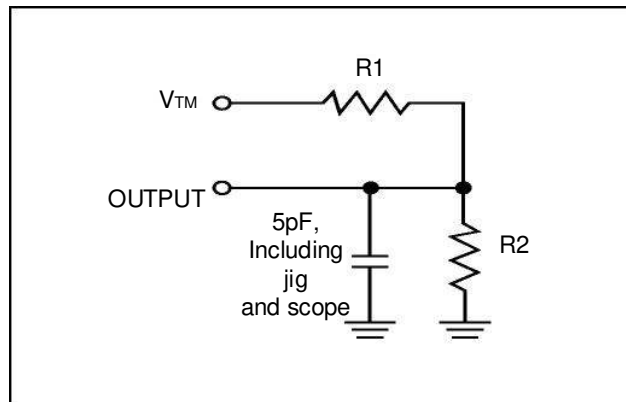 R1
VTM
OUTPUT
5pF,
Including
jig
and scope
R2